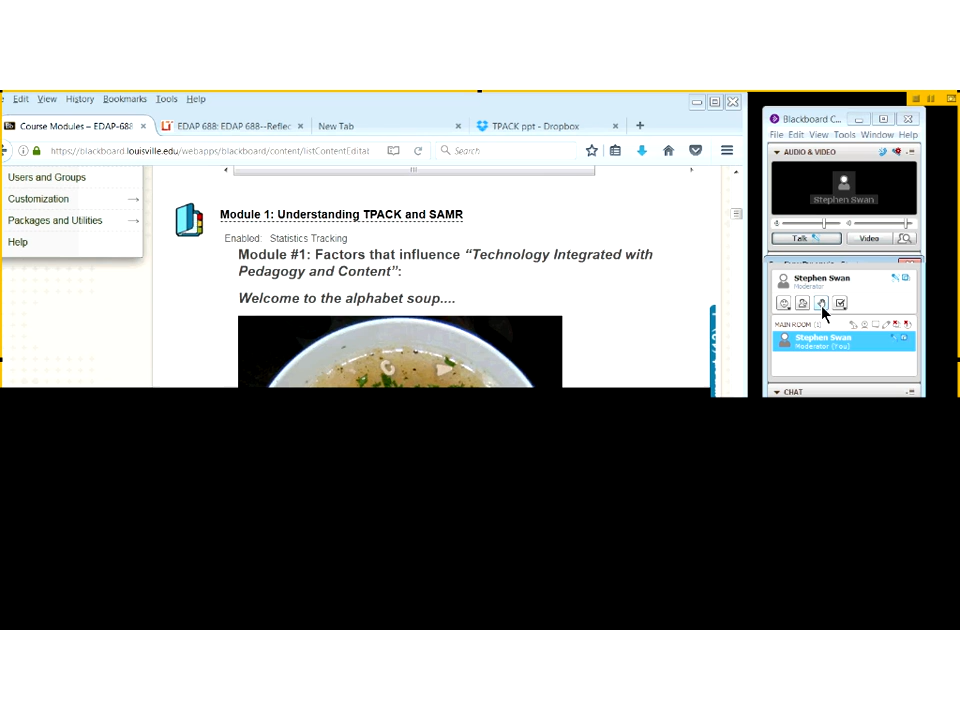 Edit View History Bookmarks Tools Help
Course Modules – EDAP-688
EDAP 688: EDAP 688--Reflec
New Tab
TPACK ppt - Dropbox
https://blackboard.louisville.edu/webapps/blackboard/content/listContentEditat
Search
Users and Groups
Customization
Packages and Utilities
Help
Module 1: Understanding TPACK and SAMR
Enabled: Statistics Tracking
Module #1: Factors that influence “Technology Integrated with
Pedagogy and Content”:
Welcome to the alphabet soup....
Blackboard C...
File Edit View Tools Window Help
AUDIO & VIDEO
Stephen Swan
Talk
Video
Stephen Swan
Moderator
MAIN ROOM (1)
Stephen Swan
Moderator (You)
CHAT